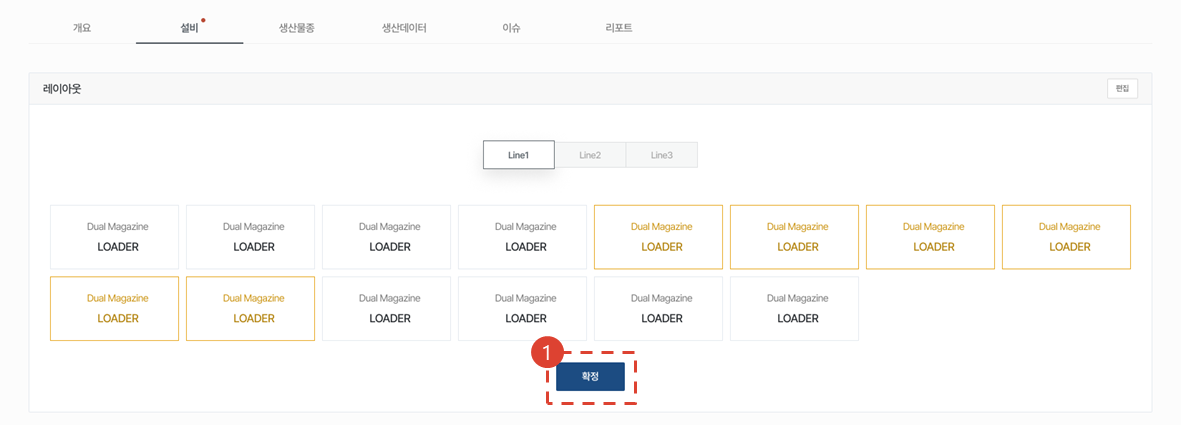 개요 설비 생산물종 생산데이터 이슈 리포트
레이아웃 편집
Line1 Line2 Line3
Dual Magazine Dual Magazine Dual Magazine Dual Magazine Dual Magazine Dual Magazine Dual Magazine Dual Magazine
LOADER LOADER LOADER LOADER LOADER LOADER LOADER LOADER
Dual Magazine Dual Magazine Dual Magazine Dual Magazine Dual Magazine Dual Magazine
LOADER LOADER LOADER LOADER LOADER LOADER
1
확정